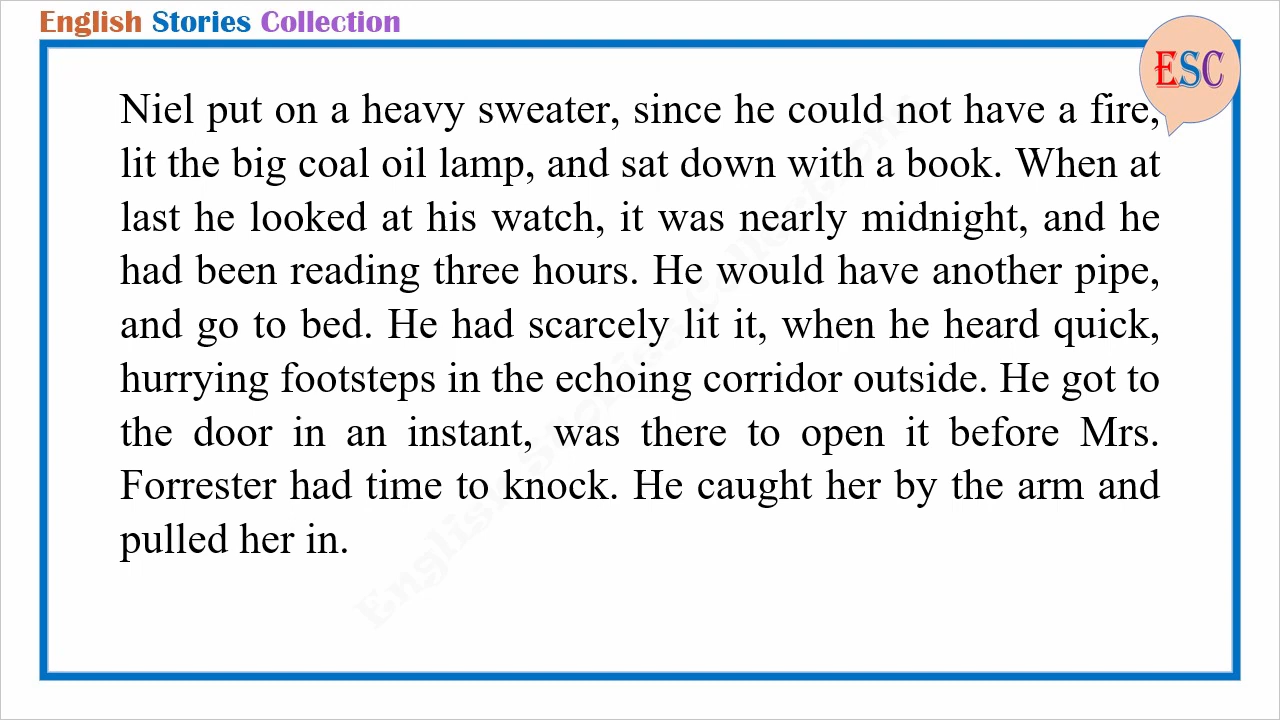 English Stories Collection
ESC
Niel put on a heavy sweater, since he could not have a fire,
lit the big coal oil lamp, and sat down with a book. When at
last he looked at his watch, it was nearly midnight, and he
had been reading three hours. He would have another pipe,
and go to bed. He had scarcely lit it, when he heard quick,
hurrying footsteps in the echoing corridor outside. He got to
the door in an instant, was there to open it before Mrs.
Forrester had time to knock. He caught her by the arm and
pulled her in.
English Stories Collection